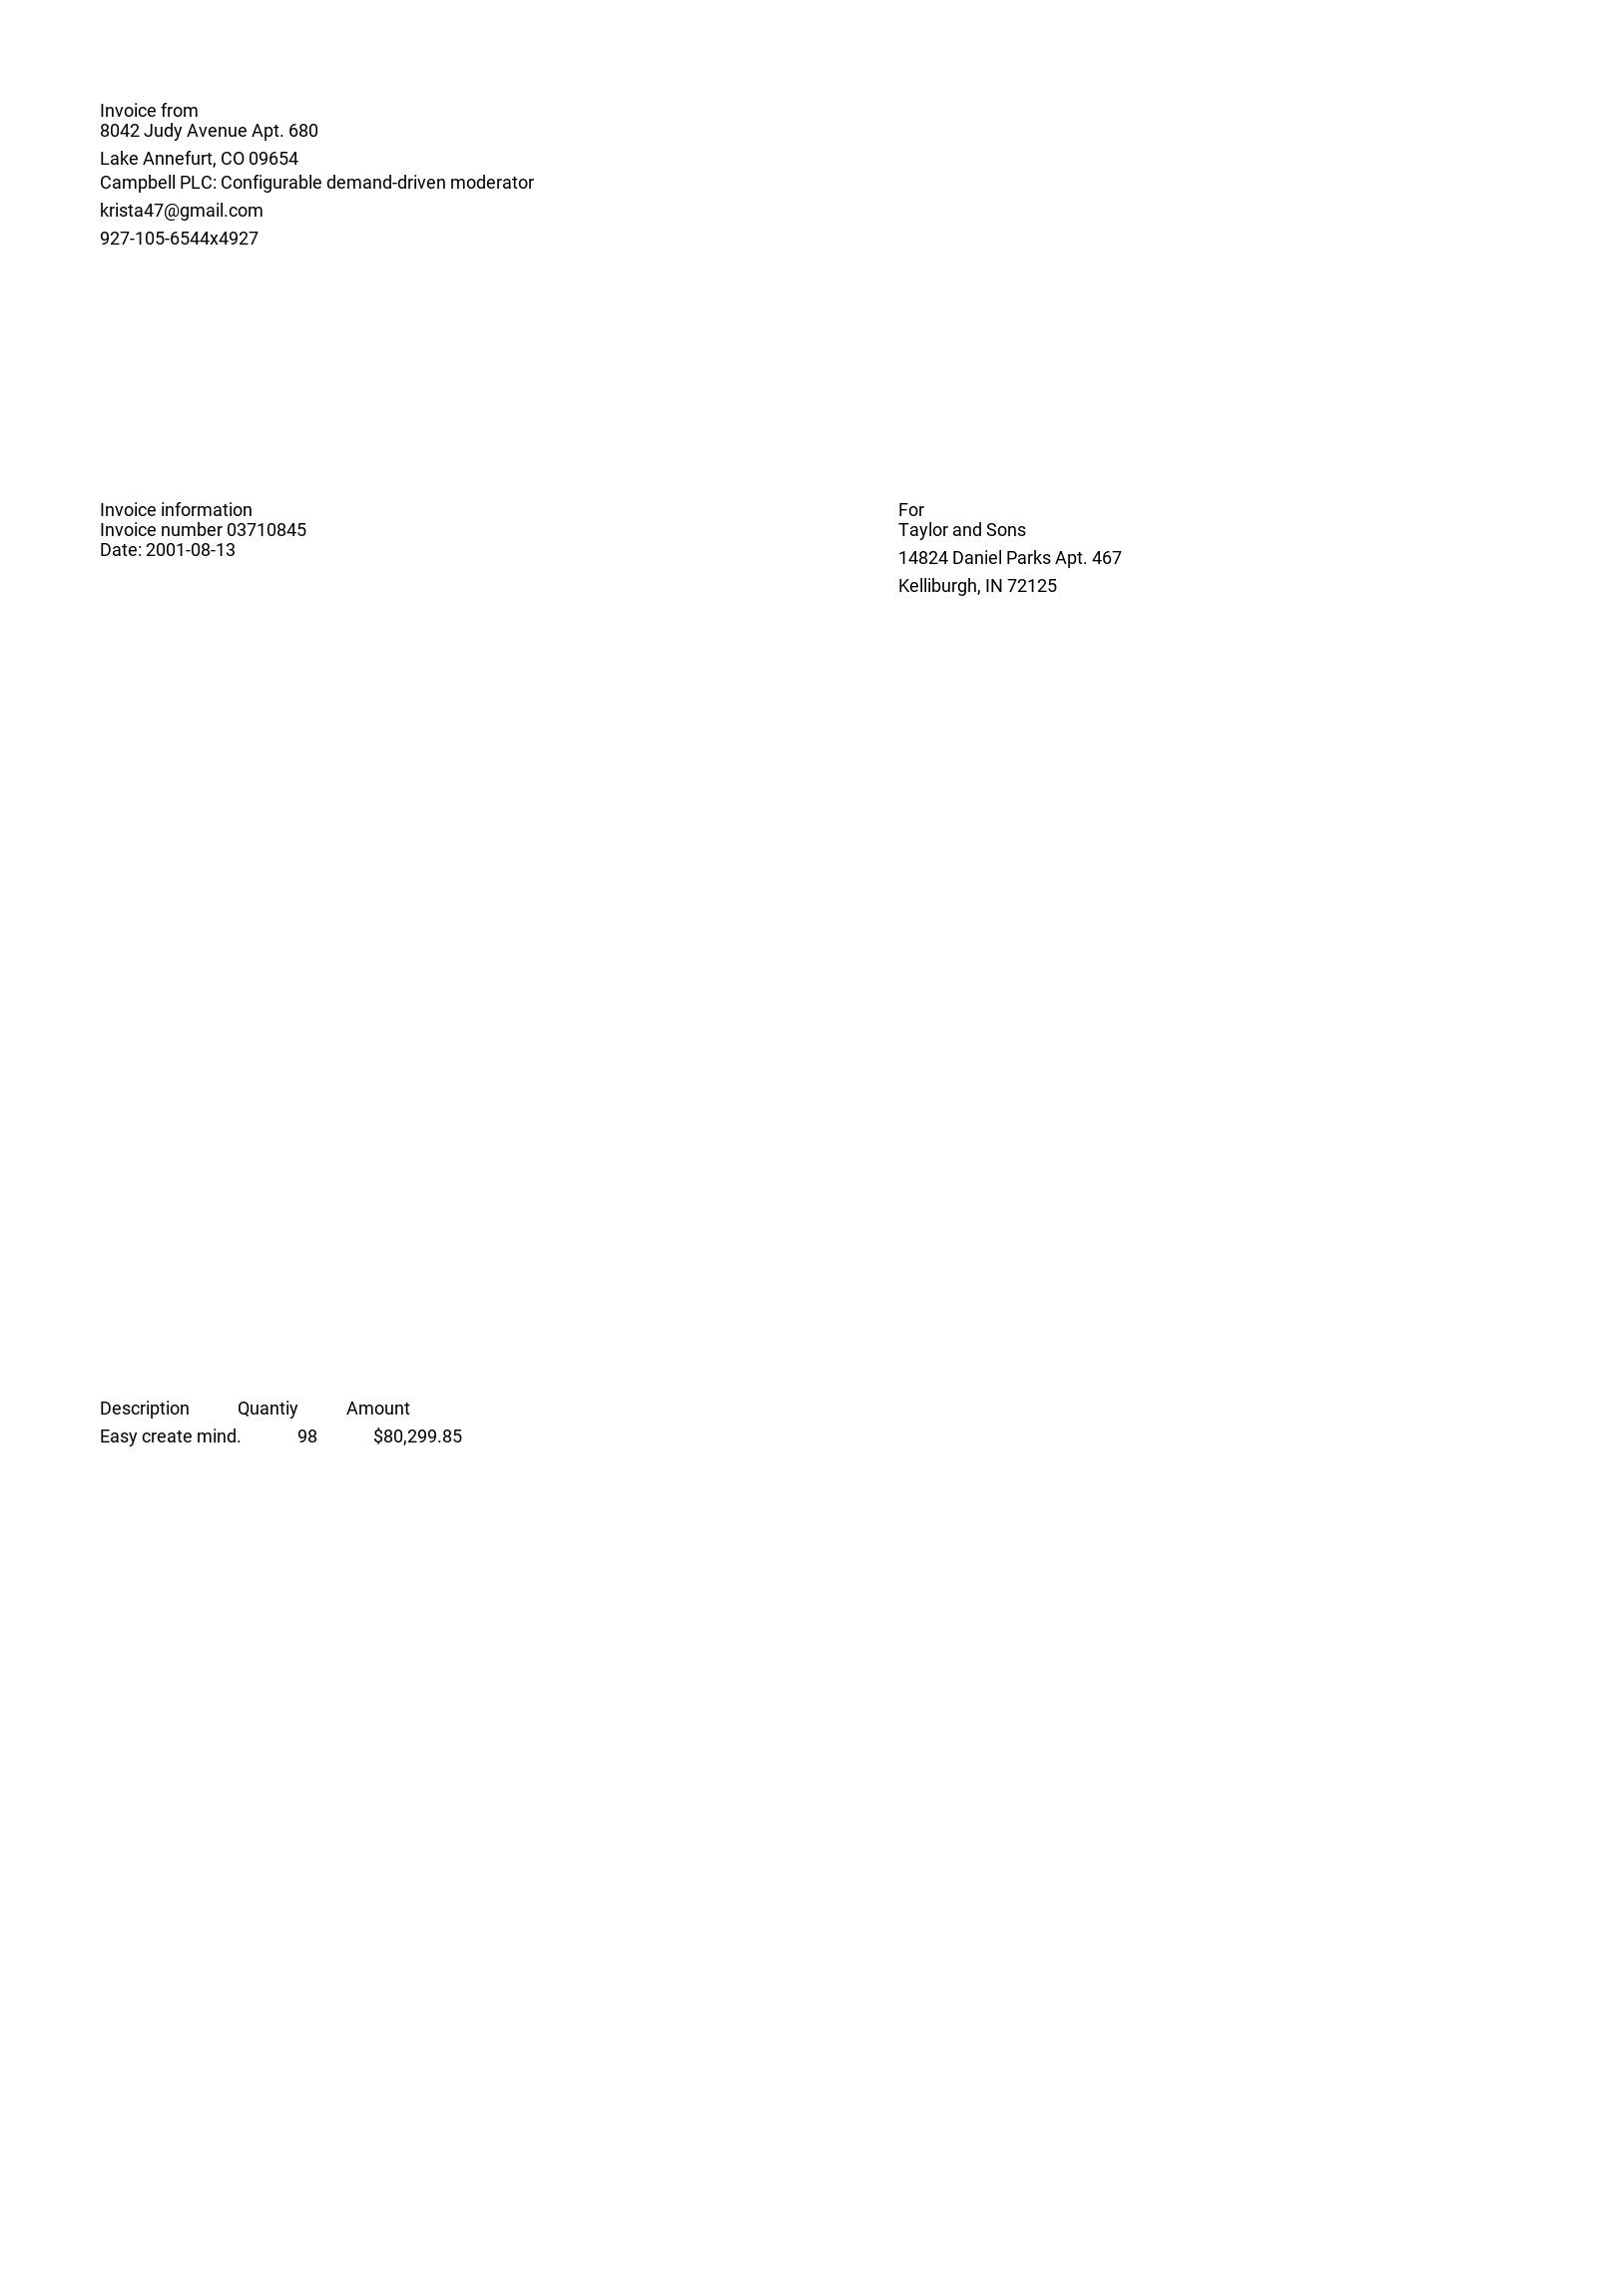 Invoice from
8042 Judy Avenue Apt. 680
Lake Annefurt, CO 09654
Campbell PLC: Configurable demand-driven moderator
krista47@gmail.com
927-105-6544x4927
Invoice information
Invoice number 03710845
Date: 2001-08-13
For
Taylor and Sons
14824 Daniel Parks Apt. 467
Kelliburgh, IN 72125
Description Quantiy Amount
Easy create mind. 98 $80,299.85